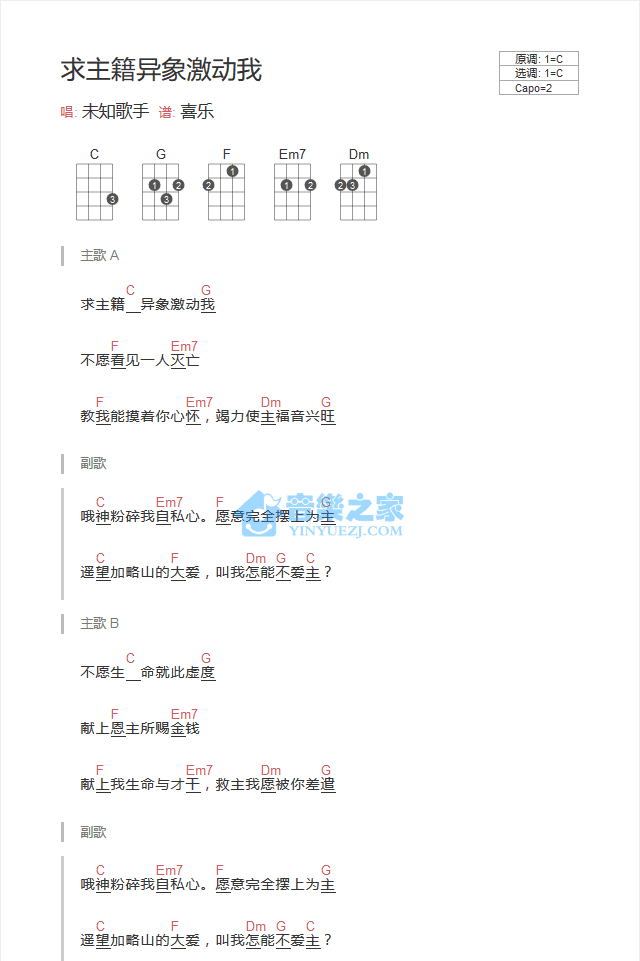 求主籍异象激动我
原调: 1=C
选调: 1=C
Capo=2
唱: 未知歌手 谱: 喜乐
C G F Em7 Dm
3 1 2 3 1 2 1 2 1 2 3
主歌 A
C G
求主籍__异象激动我
F Em7
不愿看见一人灭亡
F Em7 Dm G
教我能摸着你心怀，竭力使主福音兴旺
副歌
C Em7 F G
哦神粉碎我自私心。愿意完全摆上为主
音樂之家
YINYUEZJ.COM
C F Dm G C
遥望加略山的大爱，叫我怎能不爱主？
主歌 B
C G
不愿生__命就此虚度
F Em7
献上恩主所赐金钱
F Em7 Dm G
献上我生命与才干，救主我愿被你差遣
副歌
C Em7 F G
哦神粉碎我自私心。愿意完全摆上为主
C F Dm G C
遥望加略山的大爱，叫我怎能不爱主？